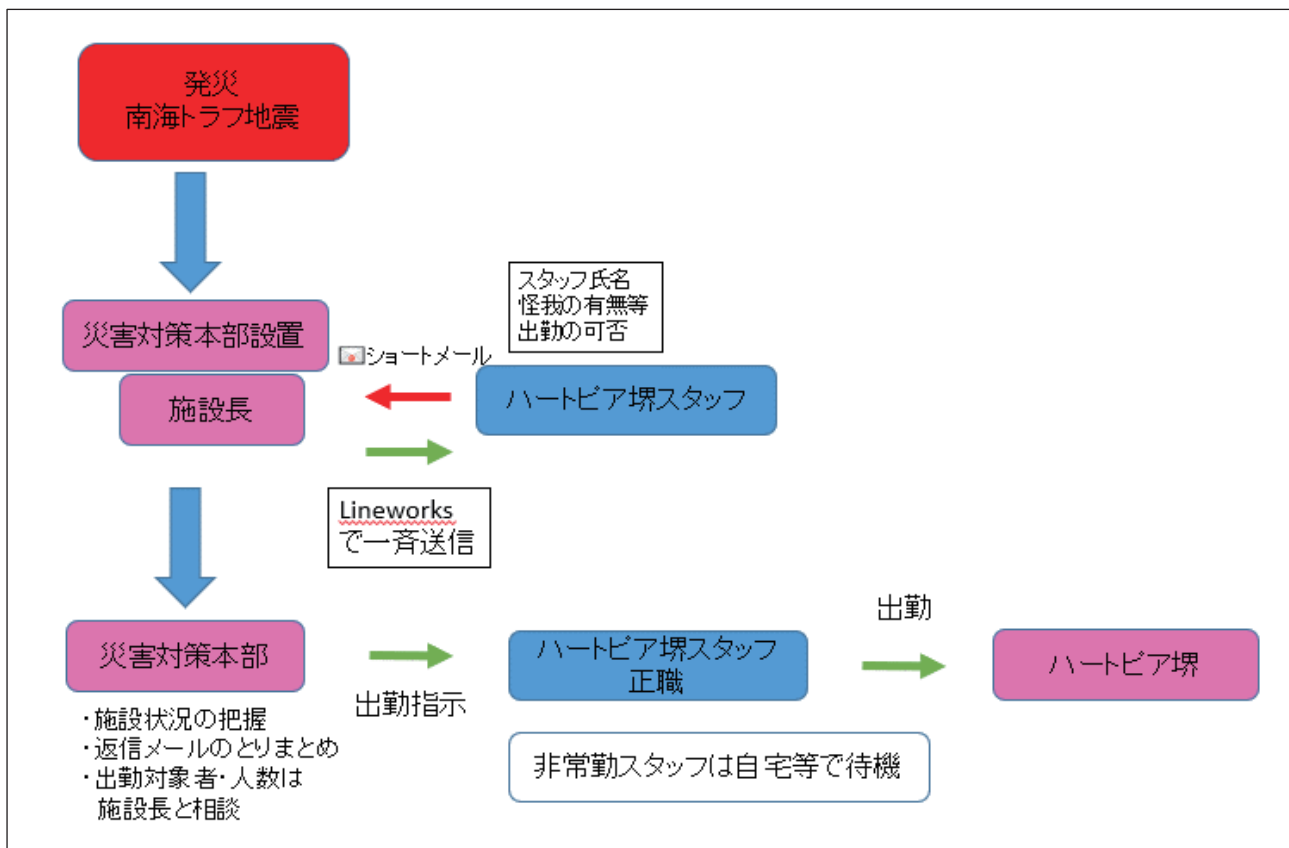 発災
南海トラフ地震
スタッフ氏名
怪我の有無等
出勤の可否
災害対策本部設置
ショートメール
施設長
ハートピア堺スタッフ
Lineworks
で一斉送信
出勤
災害対策本部
ハートピア堺スタッフ
正職
ハートピア堺
出勤指示
・施設状況の把握
・返信メールのとりまとめ
・出勤対象者・人数は
施設長と相談
非常勤スタッフは自宅等で待機